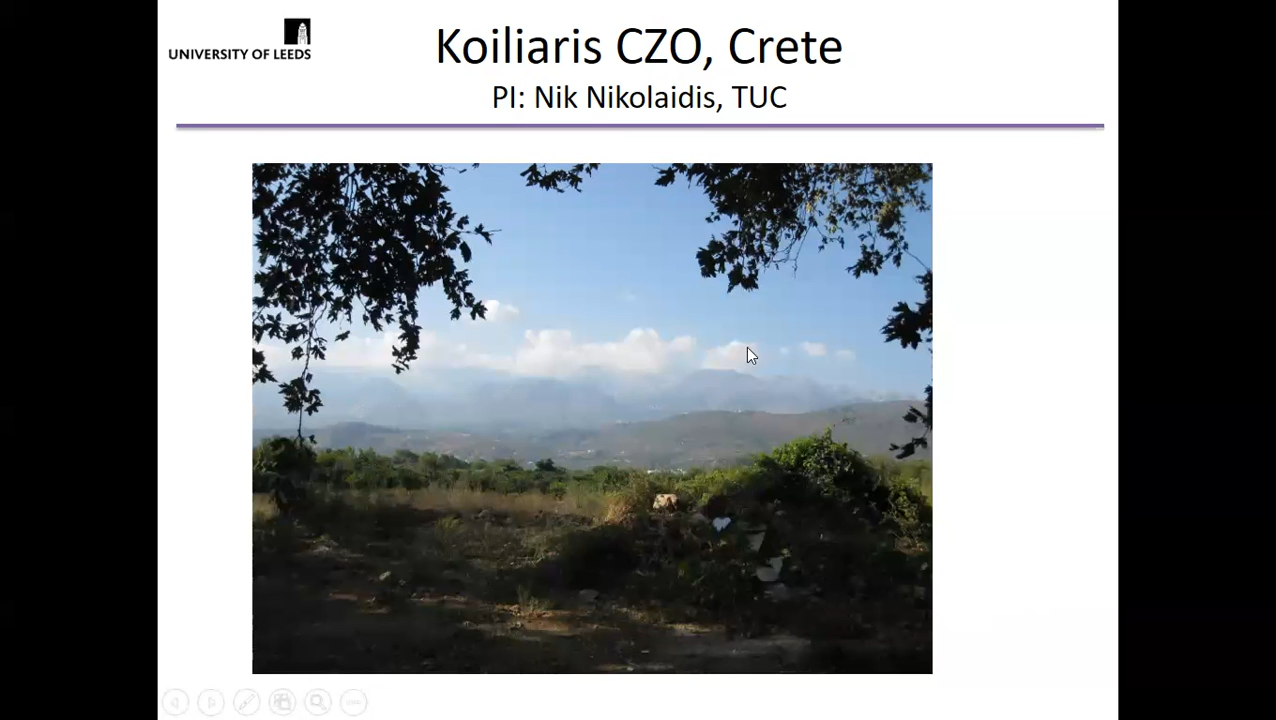 UNIVERSITY OF LEEDS
Koiliaris CZO, Crete
PI: Nik Nikolaidis, TUC